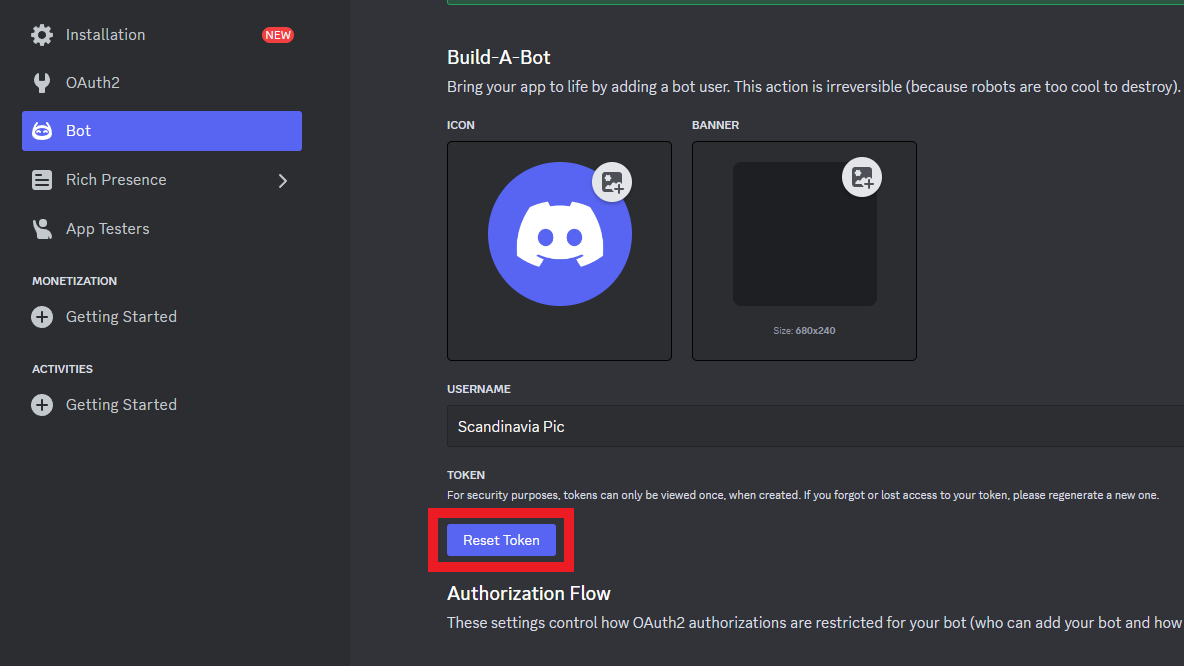 Installation
NEW
OAuth2
Bot
Rich Presence
App Testers
MONETIZATION
Getting Started
ACTIVITIES
Getting Started
Build-A-Bot
Bring your app to life by adding a bot user. This action is irreversible (because robots are too cool to destroy).
ICON
BANNER
Size: 680x240
USERNAME
Scandinavia Pic
TOKEN
For security purposes, tokens can only be viewed once, when created. If you forgot or lost access to your token, please regenerate a new one.
Reset Token
Authorization Flow
These settings control how OAuth2 authorizations are restricted for your bot (who can add your bot and how